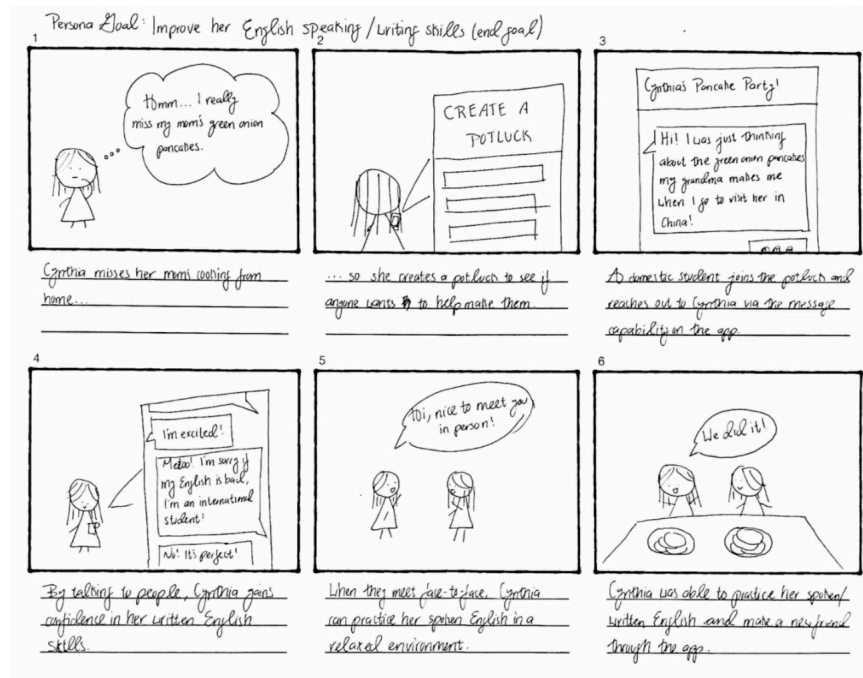 Persona Goal: Improve her English speaking/writing skills (end goal)
1
Hmm... I really
miss my mom's green onion
pancakes.
Cynthia misses her mom's cooking from
home...
2
CREATE A
POTLUCK
... so she creates a potluck to see if
anyone wants to help make them.
3
Cynthia's Pancake Party!
Hi! I was just thinking
about the green onion pancakes
my grandma makes me
when I go to visit her in
China!
A domestic student joins the potluck and
reaches out to Cynthia via the message
capability on the app.
4
I'm excited!
Me too! I'm sorry if
my English is bad,
I'm an international
student!
No! It's perfect!
By talking to people, Cynthia gains
confidence in her written English
skills.
5
Hi, nice to meet you
in person!
When they meet face-to-face, Cynthia
can practice her spoken English in a
relaxed environment.
6
We did it!
Cynthia was able to practice her spoken/
written English and make a new friend
through the app.